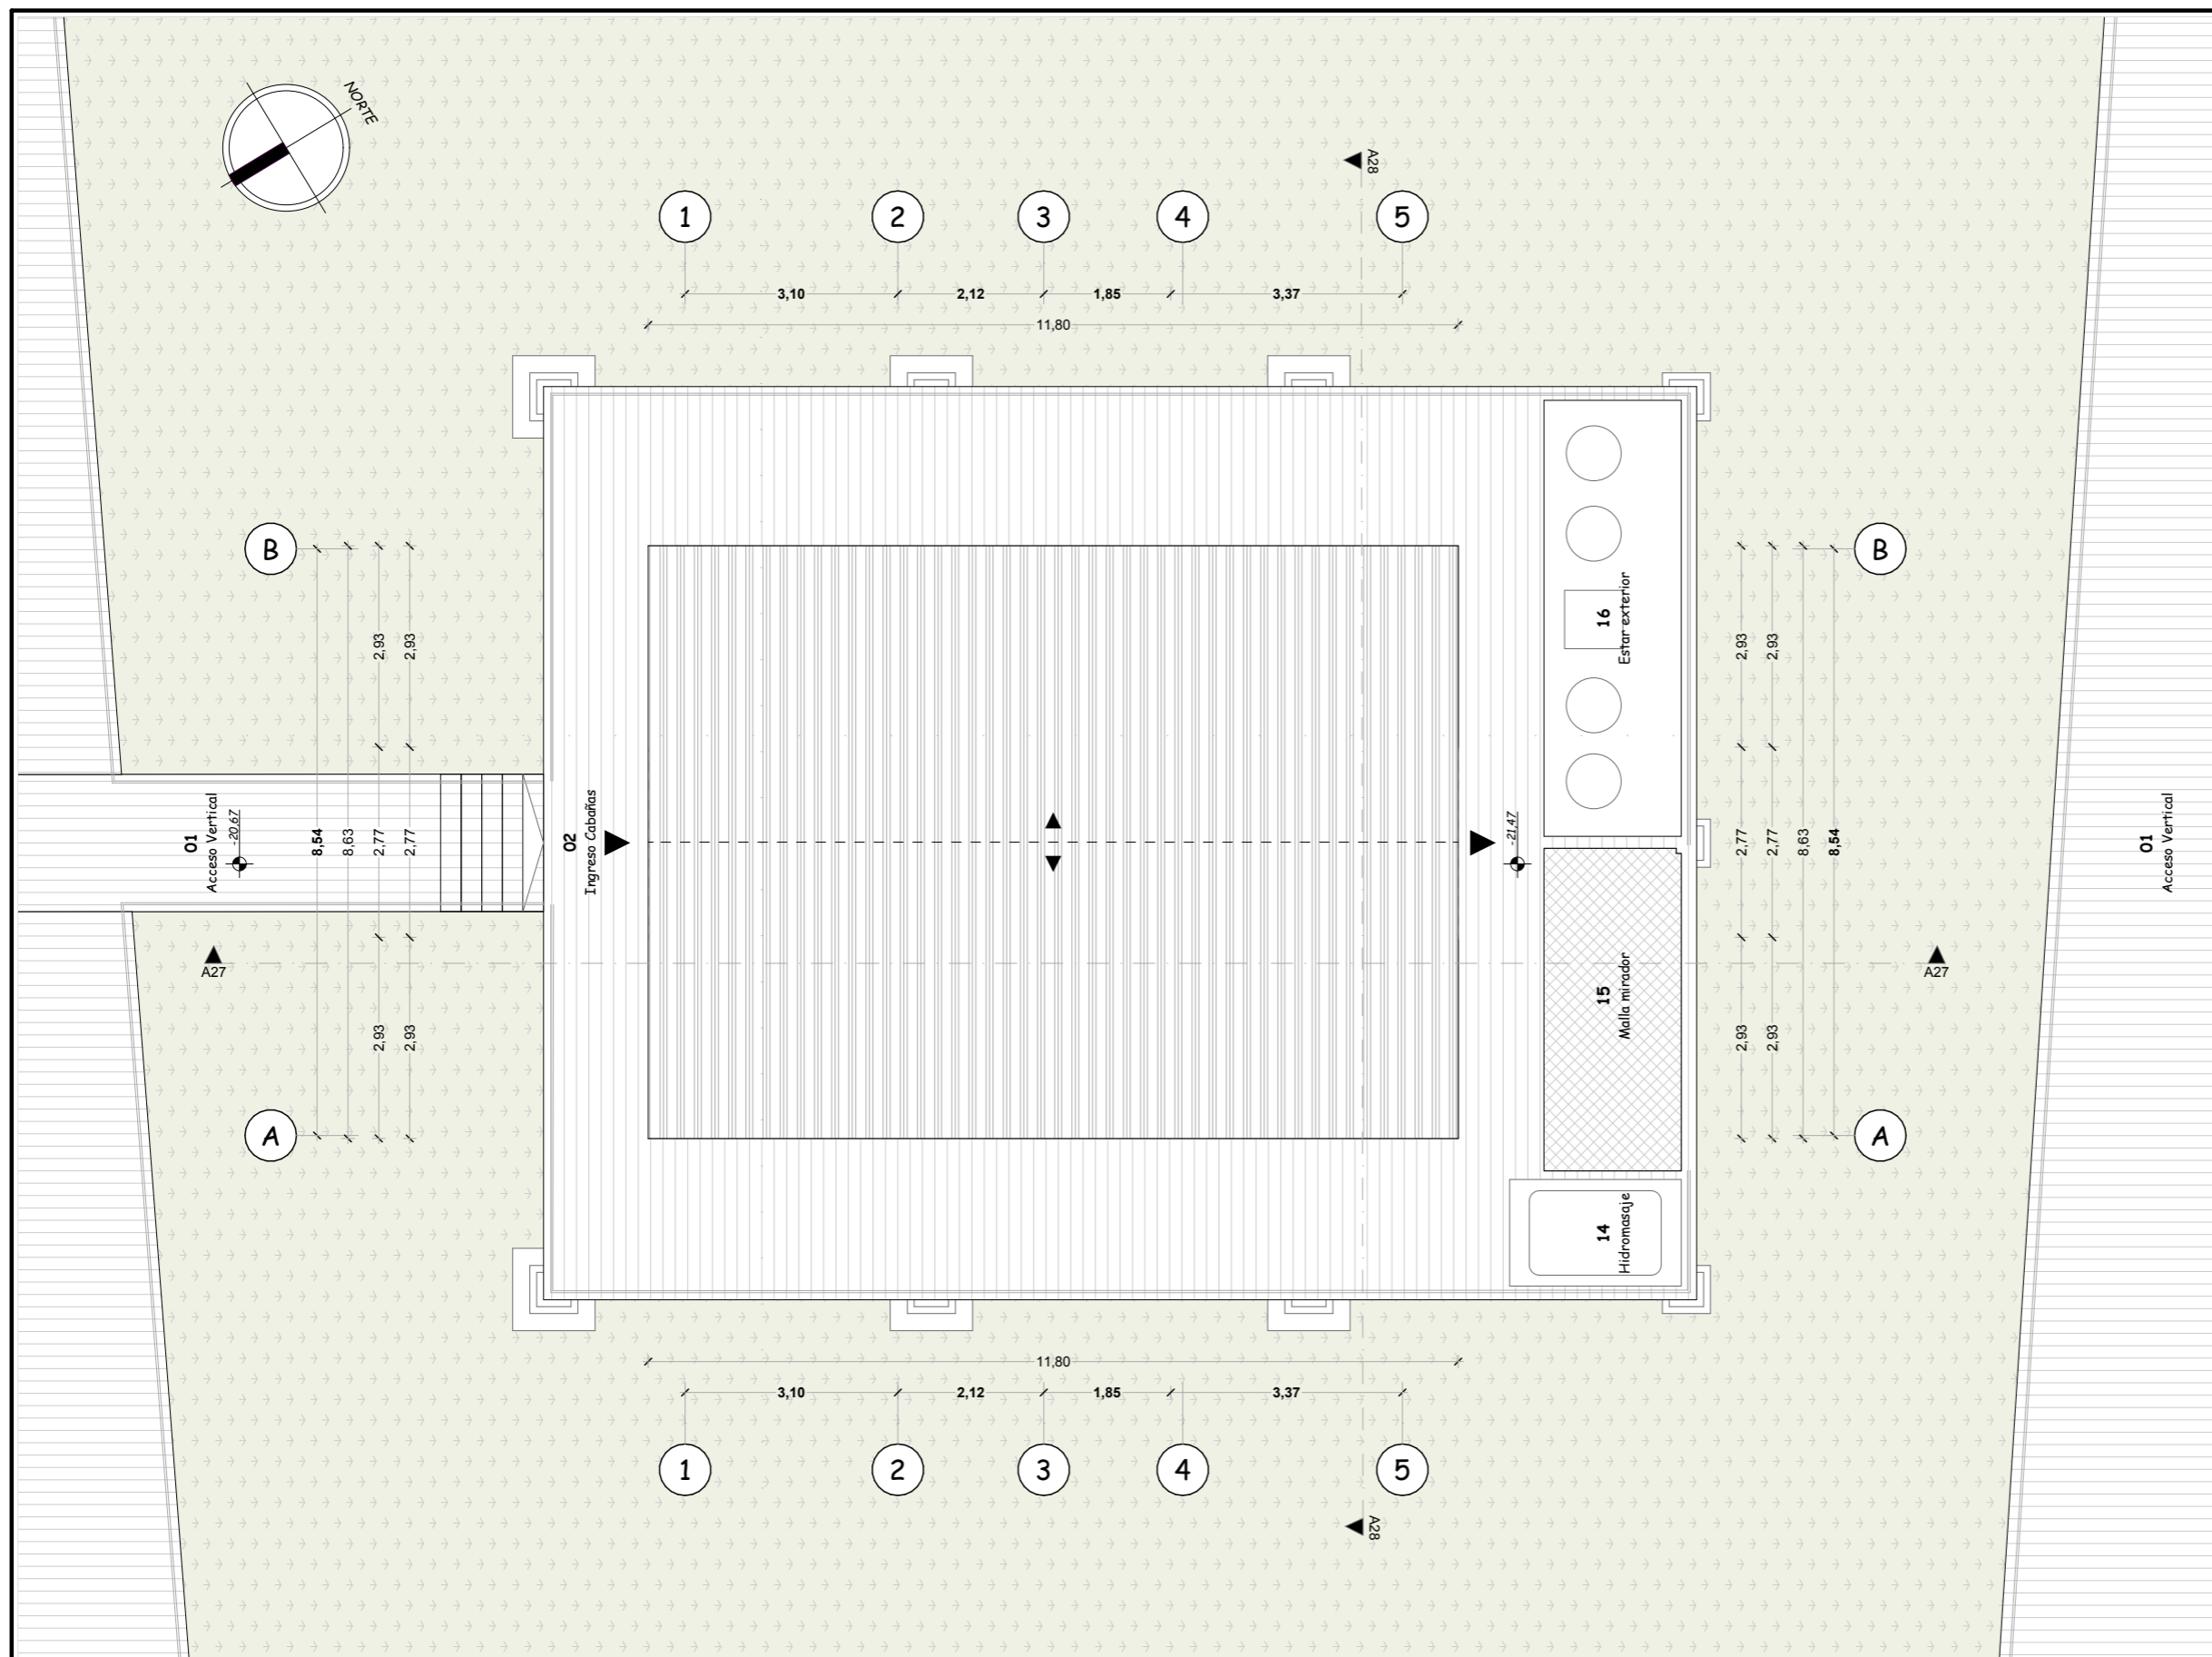 NORTE
A28
1 2 3 4 5
3,10 2,12 1,85 3,37
11,80
B
B
2,93 2,93
2,93 2,93
16
Estar exterior
01
Acceso Vertical
-20,67
8,54 8,63 2,77 2,77
02
Ingreso Cabañas
-21,47
2,77 2,77 8,63 8,54
01
Acceso Vertical
A27
A27
15
Malla mirador
2,93 2,93
2,93 2,93
A
A
14
Hidromasaje
11,80
3,10 2,12 1,85 3,37
1 2 3 4 5
A28